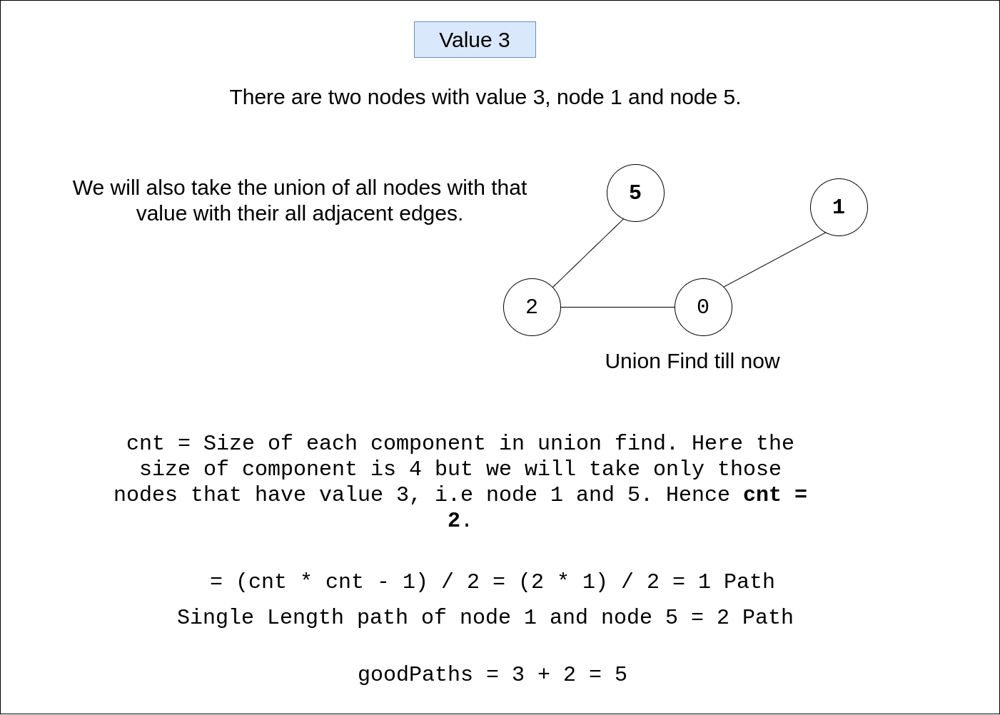 Value 3
There are two nodes with value 3, node 1 and node 5.
We will also take the union of all nodes with that
value with their all adjacent edges.
5
1
2
0
Union Find till now
cnt = Size of each component in union find. Here the
size of component is 4 but we will take only those
nodes that have value 3, i.e node 1 and 5. Hence cnt =
2.
= (cnt * cnt - 1) / 2 = (2 * 1) / 2 = 1 Path
Single Length path of node 1 and node 5 = 2 Path
goodPaths = 3 + 2 = 5